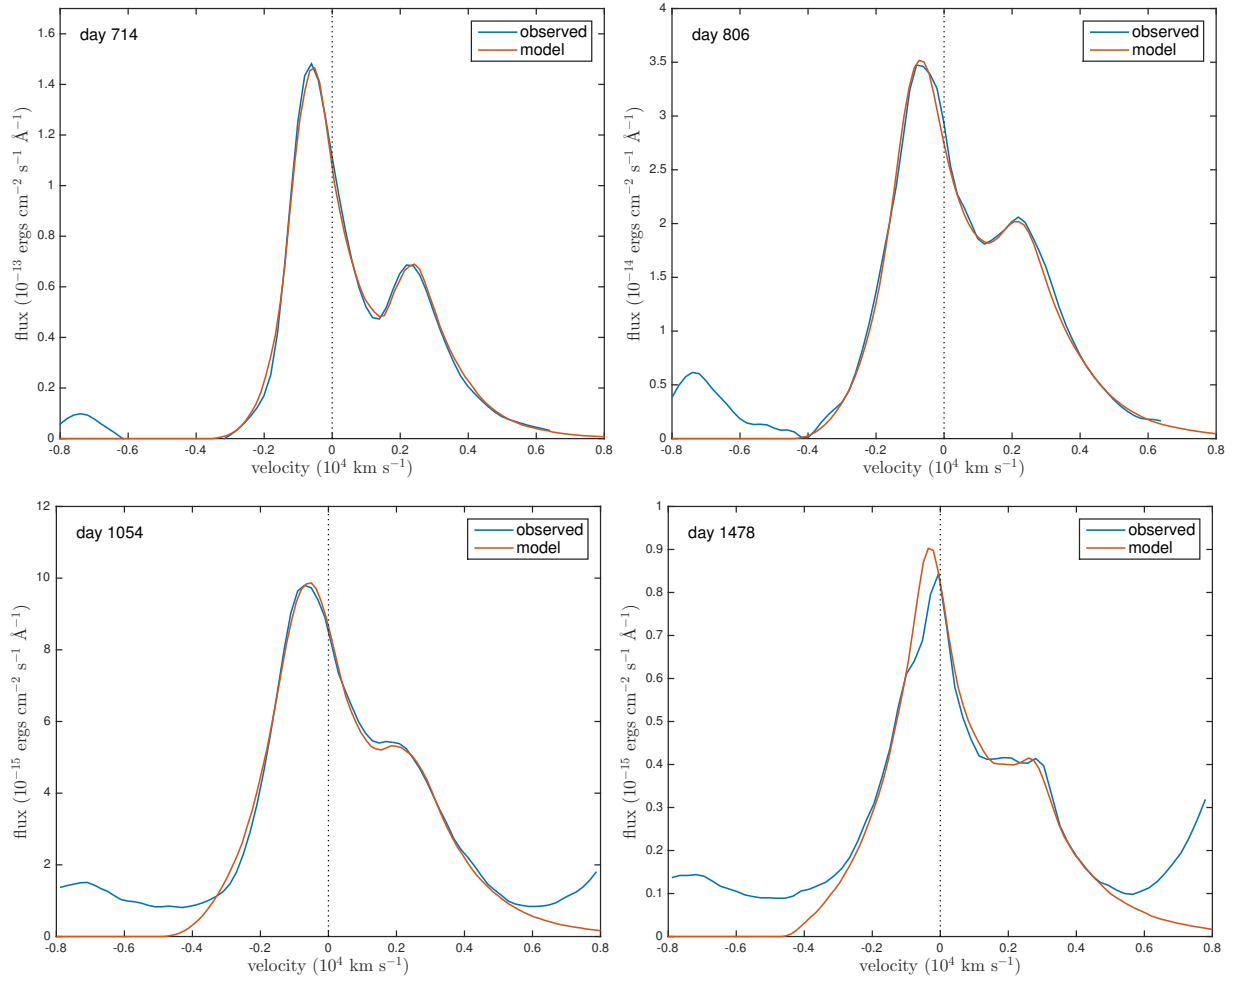 day 714
observed
model
1.6
1.4
1.2
1
0.8
0.6
0.4
0.2
0
-0.8 -0.6 -0.4 -0.2 0 0.2 0.4 0.6 0.8
velocity (10⁴ km s⁻¹)
flux (10⁻¹³ ergs cm⁻² s⁻¹ Å⁻¹)
day 806
observed
model
4
3.5
3
2.5
2
1.5
1
0.5
0
-0.8 -0.6 -0.4 -0.2 0 0.2 0.4 0.6 0.8
velocity (10⁴ km s⁻¹)
flux (10⁻¹⁴ ergs cm⁻² s⁻¹ Å⁻¹)
day 1054
observed
model
12
10
8
6
4
2
0
-0.8 -0.6 -0.4 -0.2 0 0.2 0.4 0.6 0.8
velocity (10⁴ km s⁻¹)
flux (10⁻¹⁵ ergs cm⁻² s⁻¹ Å⁻¹)
day 1478
observed
model
1
0.9
0.8
0.7
0.6
0.5
0.4
0.3
0.2
0.1
0
-0.8 -0.6 -0.4 -0.2 0 0.2 0.4 0.6 0.8
velocity (10⁴ km s⁻¹)
flux (10⁻¹⁵ ergs cm⁻² s⁻¹ Å⁻¹)